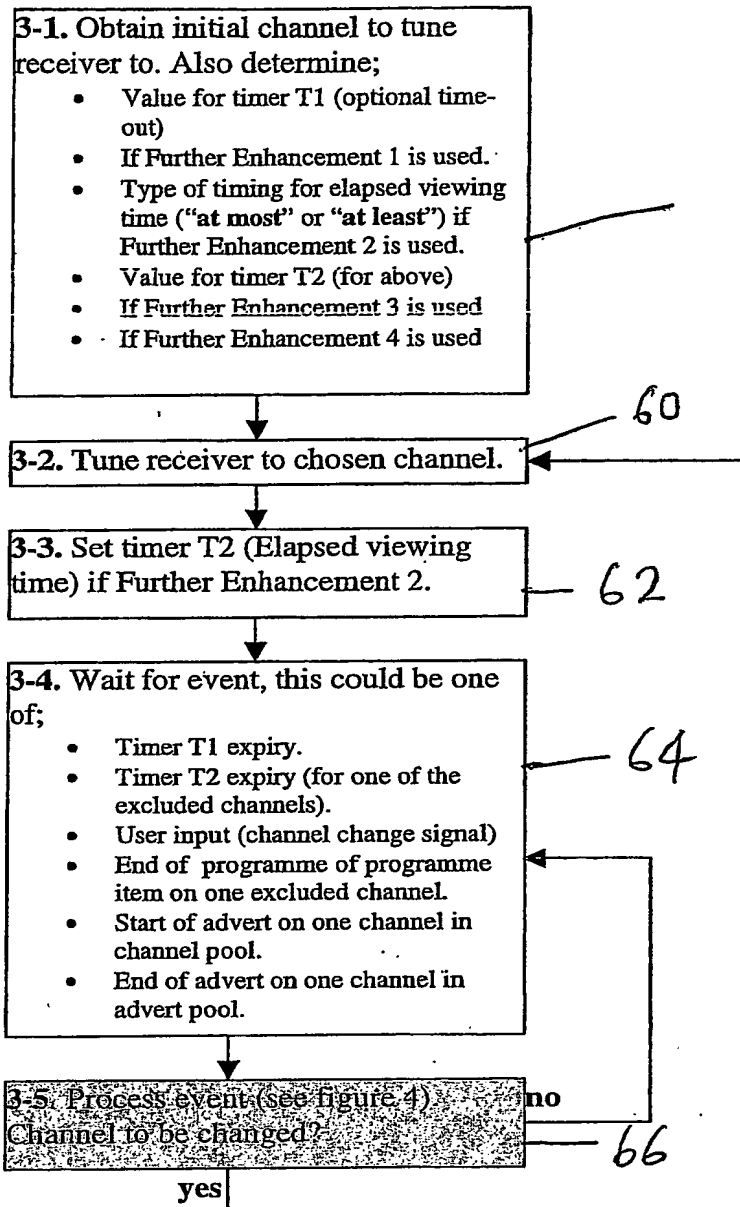 3-1. Obtain initial channel to tune
receiver to. Also determine;
• Value for timer T1 (optional time-
out)
• If Further Enhancement 1 is used.
• Type of timing for elapsed viewing
time ("at most" or "at least") if
Further Enhancement 2 is used.
• Value for timer T2 (for above)
• If Further Enhancement 3 is used
• If Further Enhancement 4 is used
60
3-2. Tune receiver to chosen channel.
3-3. Set timer T2 (Elapsed viewing
time) if Further Enhancement 2.
62
3-4. Wait for event, this could be one
of;
• Timer T1 expiry.
• Timer T2 expiry (for one of the
excluded channels).
• User input (channel change signal)
• End of programme of programme
item on one excluded channel.
• Start of advert on one channel in
channel pool.
• End of advert on one channel in
advert pool.
64
3-5. Process event (see figure 4)
Channel to be changed?
no
66
yes